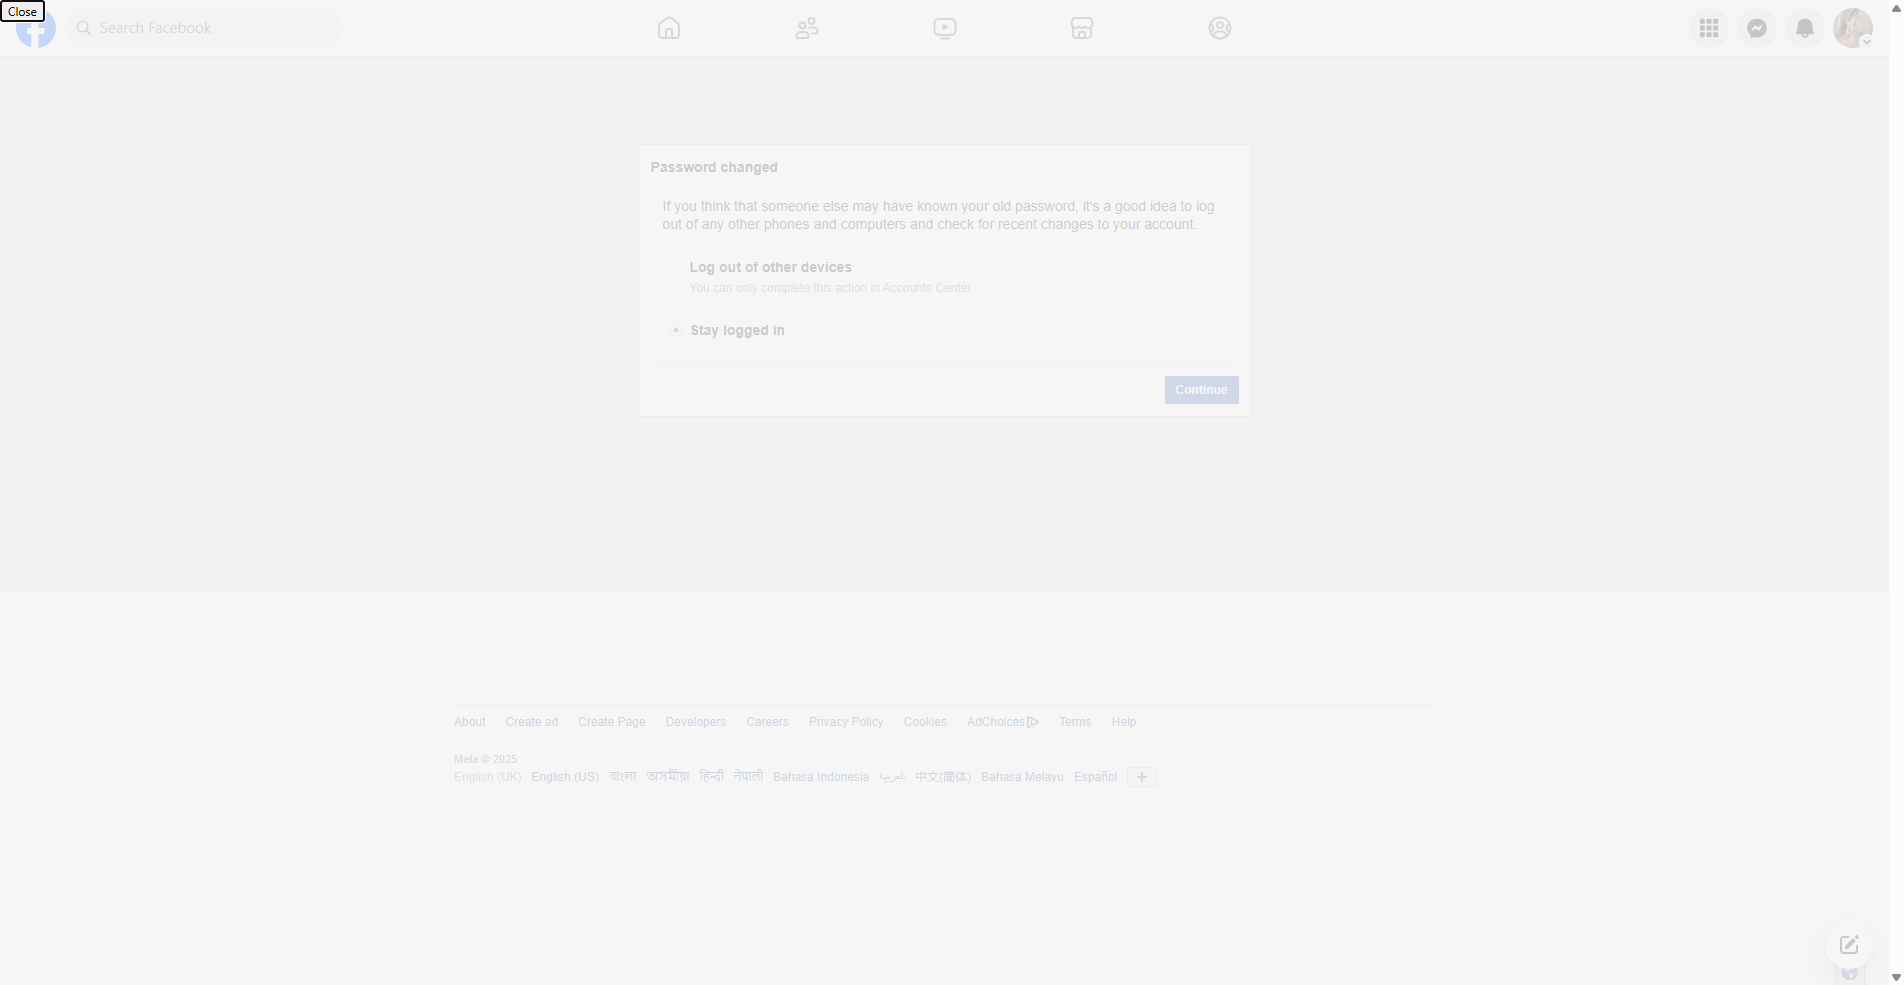 Close
Search Facebook
Password changed
If you think that someone else may have known your old password, it's a good idea to log
out of any other phones and computers and check for recent changes to your account.
Log out of other devices
You can only complete this action in Accounts Center.
Stay logged in
Continue
About Create ad Create Page Developers Careers Privacy Policy Cookies AdChoices Terms Help
Meta © 2025
English (UK) English (US) বাংলা অসমীয়া हिन्दी नेपाली Bahasa Indonesia العربية 中文(简体) Bahasa Melayu Español +